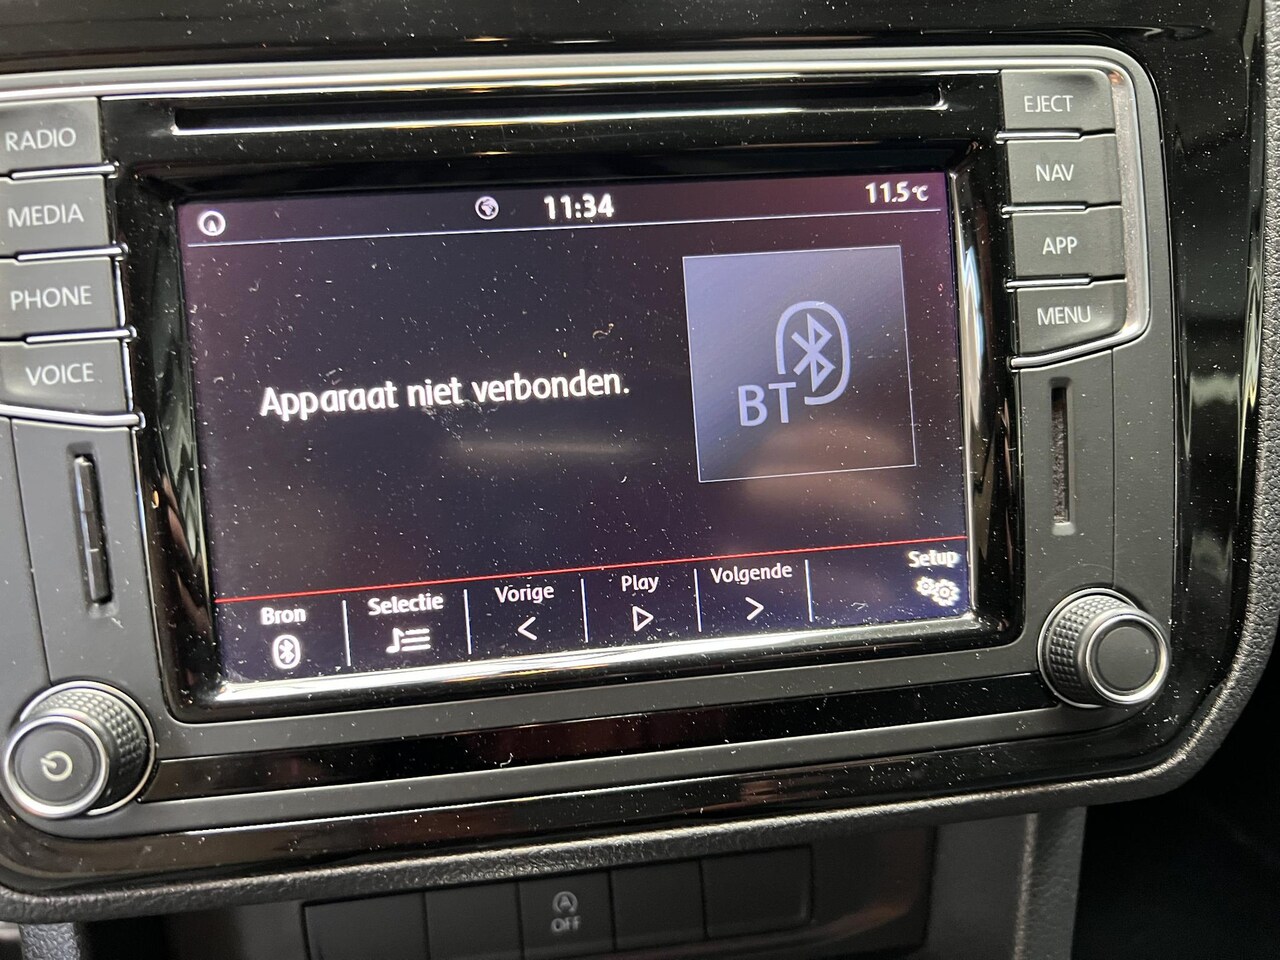 RADIO
MEDIA
PHONE
VOICE
EJECT
NAV
APP
MENU
11:34
11.5°C
Apparaat niet verbonden.
BT
Bron
Selectie
Vorige
Play
Volgende
Setup
A
OFF